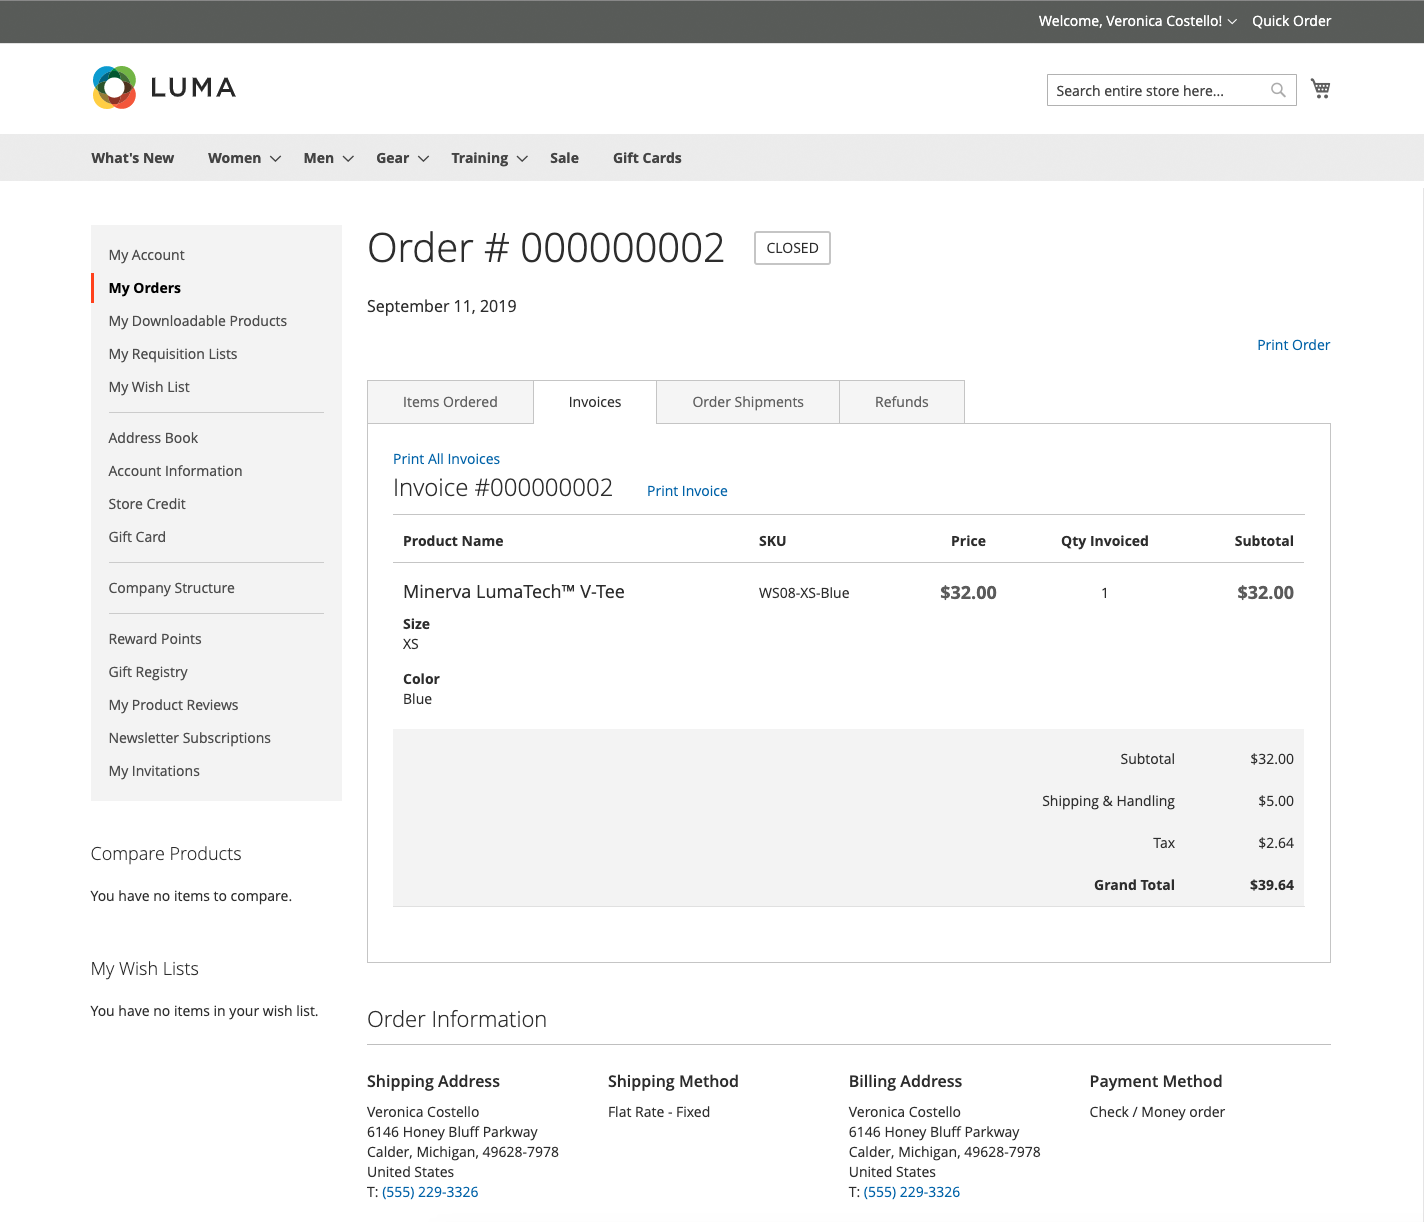 Welcome, Veronica Costello! Quick Order
LUMA
Search entire store here...
What's New Women Men Gear Training Sale Gift Cards
My Account
My Orders
My Downloadable Products
My Requisition Lists
My Wish List
Address Book
Account Information
Store Credit
Gift Card
Company Structure
Reward Points
Gift Registry
My Product Reviews
Newsletter Subscriptions
My Invitations
Compare Products
You have no items to compare.
My Wish Lists
You have no items in your wish list.
Order # 000000002 CLOSED
September 11, 2019
Print Order
Items Ordered Invoices Order Shipments Refunds
Print All Invoices
Invoice #000000002 Print Invoice
Product Name SKU Price Qty Invoiced Subtotal
Minerva LumaTech™ V-Tee WS08-XS-Blue $32.00 1 $32.00
Size
XS
Color
Blue
Subtotal $32.00
Shipping & Handling $5.00
Tax $2.64
Grand Total $39.64
Order Information
Shipping Address
Veronica Costello
6146 Honey Bluff Parkway
Calder, Michigan, 49628-7978
United States
T: (555) 229-3326
Shipping Method
Flat Rate - Fixed
Billing Address
Veronica Costello
6146 Honey Bluff Parkway
Calder, Michigan, 49628-7978
United States
T: (555) 229-3326
Payment Method
Check / Money order